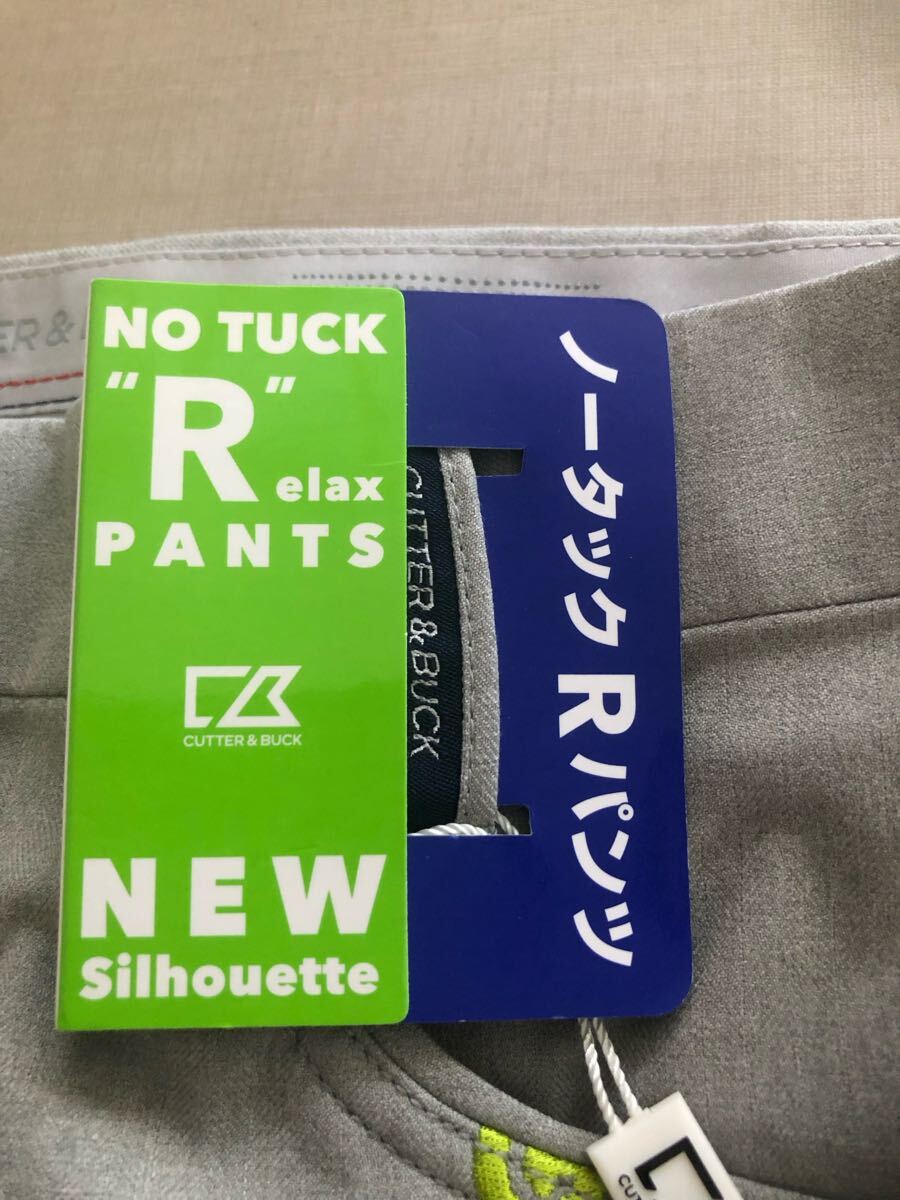 NO TUCK
"R"elax
PANTS
CUTTER & BUCK
NEW
Silhouette
CUTTER&BUCK
ノータック Rパンツ